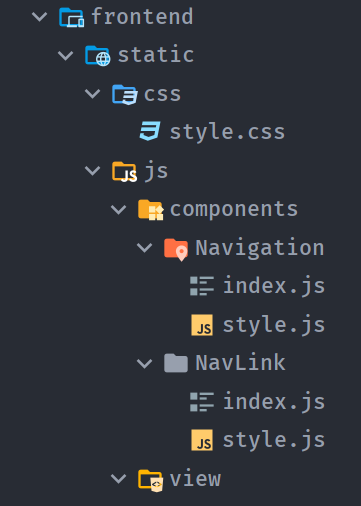 frontend
static
css
style.css
js
components
Navigation
index.js
style.js
NavLink
index.js
style.js
view